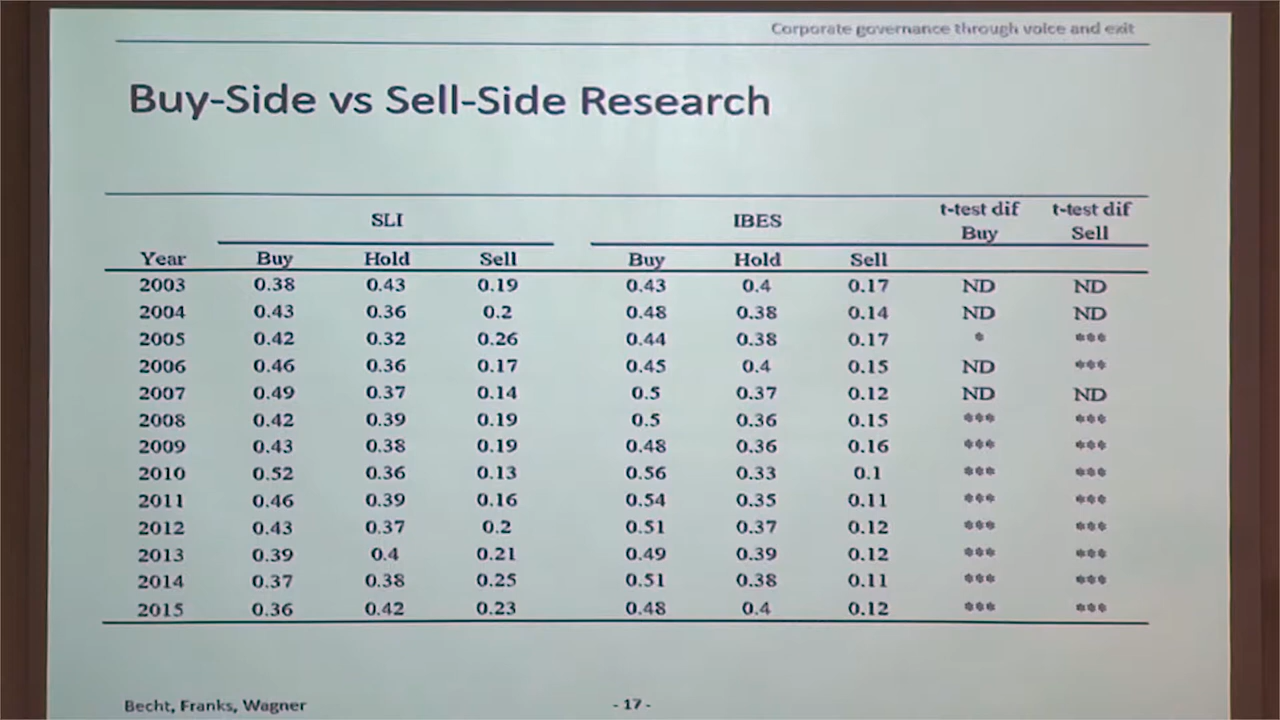 Corporate governance through voice and exit
Buy-Side vs Sell-Side Research
SLI IBES t-test dif Buy t-test dif Sell
Year Buy Hold Sell Buy Hold Sell
2003 0.38 0.43 0.19 0.43 0.4 0.17 ND ND
2004 0.43 0.36 0.2 0.48 0.38 0.14 ND ND
2005 0.42 0.32 0.26 0.44 0.38 0.17 * ***
2006 0.46 0.36 0.17 0.45 0.4 0.15 ND ***
2007 0.49 0.37 0.14 0.5 0.37 0.12 ND ND
2008 0.42 0.39 0.19 0.5 0.36 0.15 *** ***
2009 0.43 0.38 0.19 0.48 0.36 0.16 *** ***
2010 0.52 0.36 0.13 0.56 0.33 0.1 *** ***
2011 0.46 0.39 0.16 0.54 0.35 0.11 *** ***
2012 0.43 0.37 0.2 0.51 0.37 0.12 *** ***
2013 0.39 0.4 0.21 0.49 0.39 0.12 *** ***
2014 0.37 0.38 0.25 0.51 0.38 0.11 *** ***
2015 0.36 0.42 0.23 0.48 0.4 0.12 *** ***
Becht, Franks, Wagner - 17 -